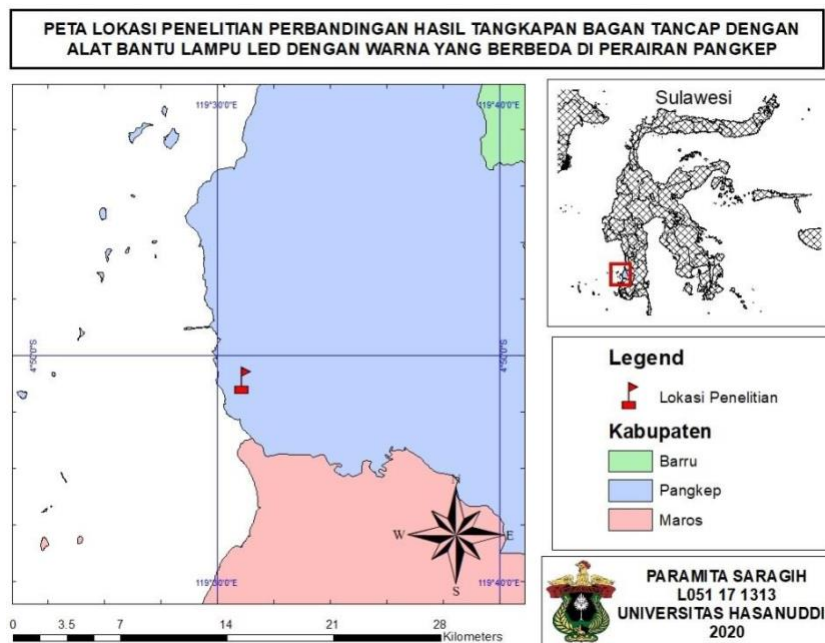 PETA LOKASI PENELITIAN PERBANDINGAN HASIL TANGKAPAN BAGAN TANCAP DENGAN
ALAT BANTU LAMPU LED DENGAN WARNA YANG BERBEDA DI PERAIRAN PANGKEP
119°30'0"E
119°40'0"E
4°50'0"S
4°50'0"S
119°30'0"E
119°40'0"E
N
W
E
S
0 3.5 7 14 21 28
Kilometers
Sulawesi
Legend
Lokasi Penelitian
Kabupaten
Barru
Pangkep
Maros
PARAMITA SARAGIH
L051 17 1313
UNIVERSITAS HASANUDDI
2020